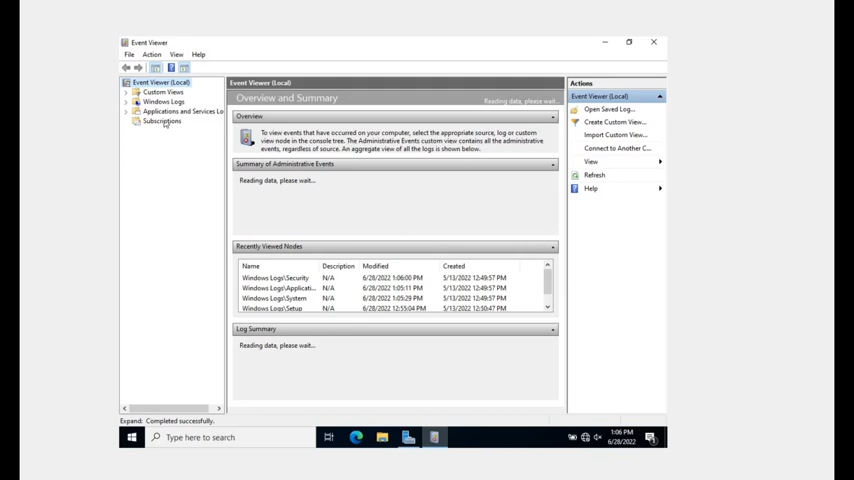 Event Viewer
File Action View Help
Event Viewer (Local)
Custom Views
Windows Logs
Applications and Services Lo
Subscriptions
Event Viewer (Local)
Overview and Summary
Reading data, please wait...
Overview
To view events that have occurred on your computer, select the appropriate source, log or custom
view node in the console tree. The Administrative Events custom view contains all the administrative
events, regardless of source. An aggregate view of all the logs is shown below.
Summary of Administrative Events
Reading data, please wait...
Recently Viewed Nodes
Name Description Modified Created
Windows Logs\Security N/A 6/28/2022 1:06:00 PM 5/13/2022 12:49:57 PM
Windows Logs\Applicati... N/A 6/28/2022 1:05:11 PM 5/13/2022 12:49:57 PM
Windows Logs\System N/A 6/28/2022 1:05:29 PM 5/13/2022 12:49:57 PM
Windows Logs\Setup N/A 6/28/2022 12:55:04 PM 5/13/2022 12:50:47 PM
Log Summary
Reading data, please wait...
Actions
Event Viewer (Local)
Open Saved Log...
Create Custom View...
Import Custom View...
Connect to Another C...
View
Refresh
Help
Expand: Completed successfully.
Type here to search
1:06 PM
6/28/2022